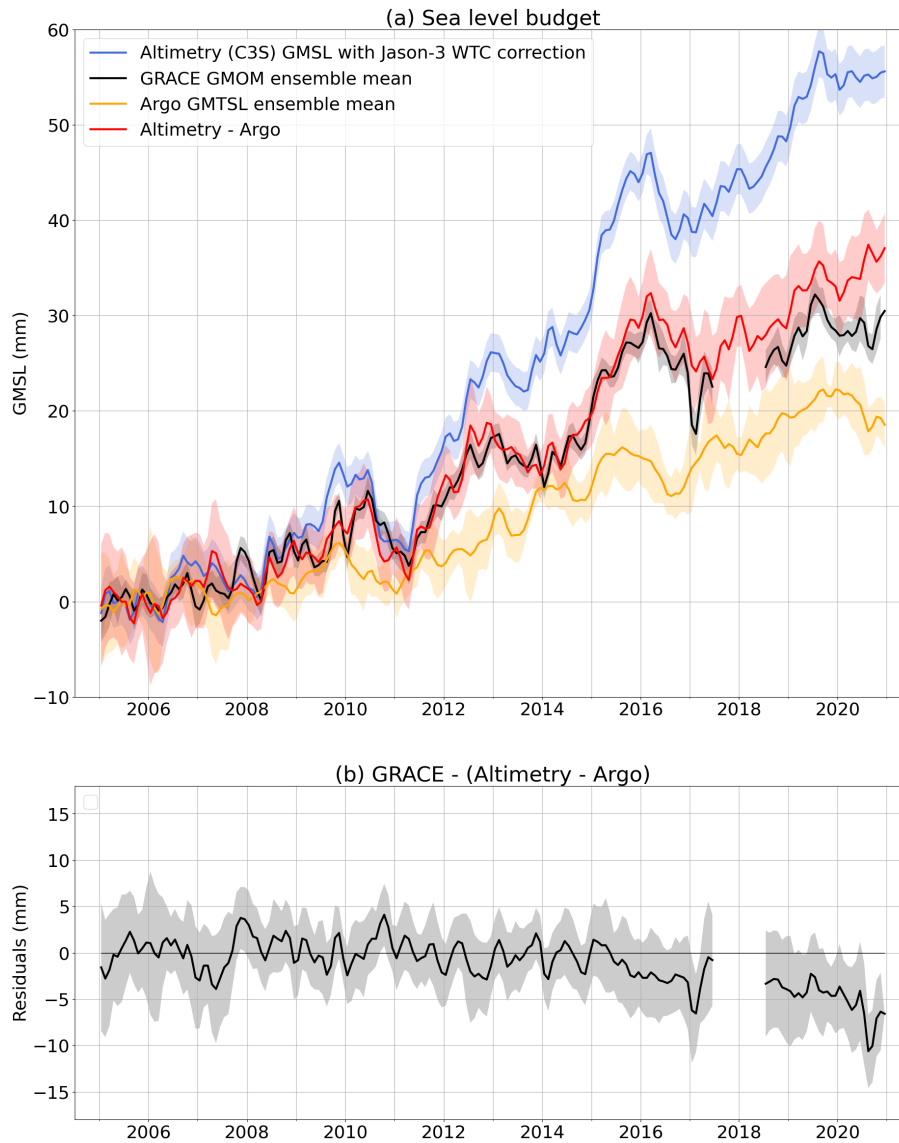 (a) Sea level budget
60
50
40
30
20
10
0
−10
GMSL (mm)
Altimetry (C3S) GMSL with Jason-3 WTC correction
GRACE GMOM ensemble mean
Argo GMTSL ensemble mean
Altimetry - Argo
2006 2008 2010 2012 2014 2016 2018 2020
(b) GRACE - (Altimetry - Argo)
15
10
5
0
−5
−10
−15
Residuals (mm)
2006 2008 2010 2012 2014 2016 2018 2020